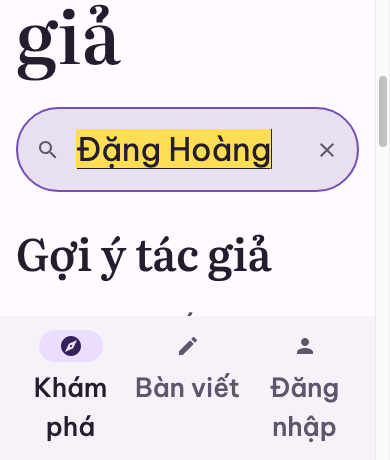 giả
Đặng Hoàng
Gợi ý tác giả
Khám phá
Bàn viết
Đăng nhập